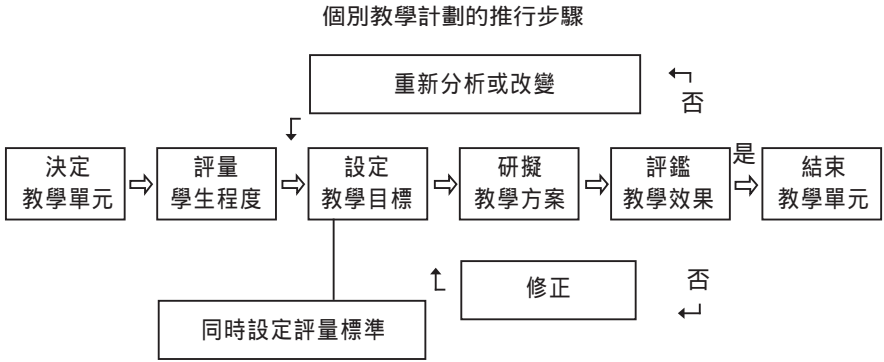 個別教學計劃的推行步驟
重新分析或改變
否
決定
教學單元
評量
學生程度
設定
教學目標
研擬
教學方案
評鑑
教學效果
是
結束
教學單元
修正
否
同時設定評量標準